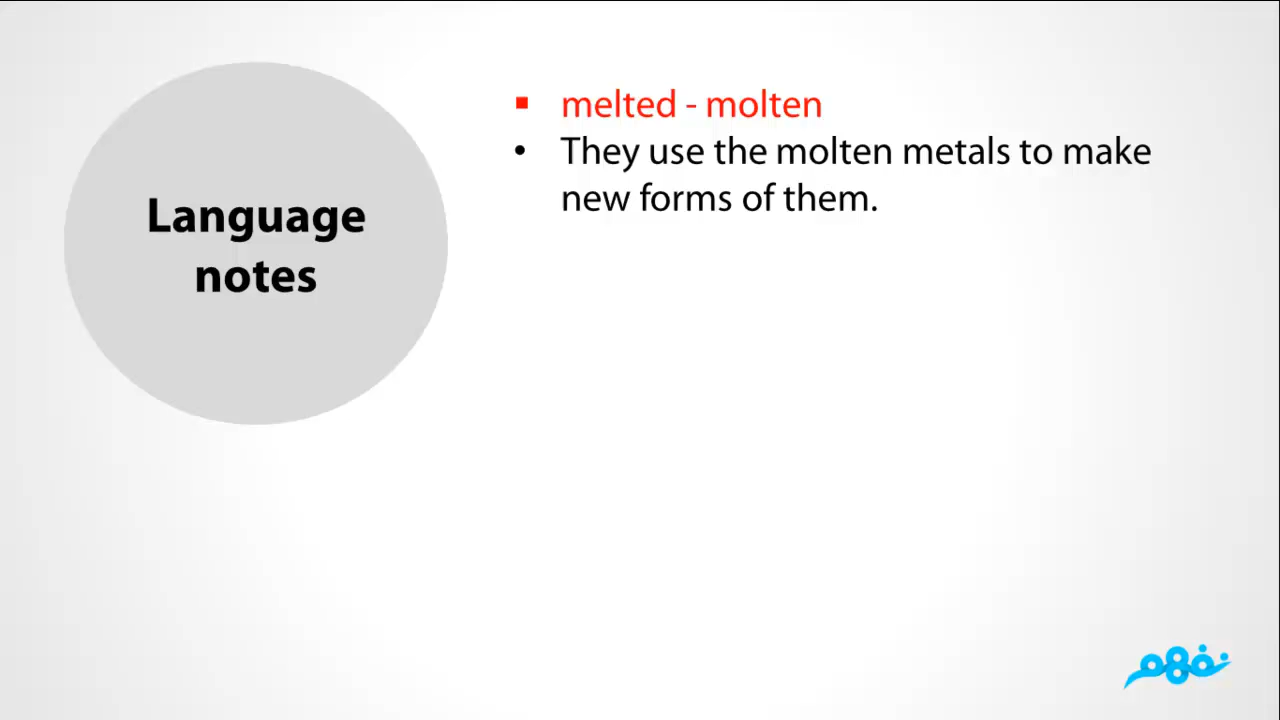 Language
notes
▪ melted - molten
• They use the molten metals to make
new forms of them.
نفهم